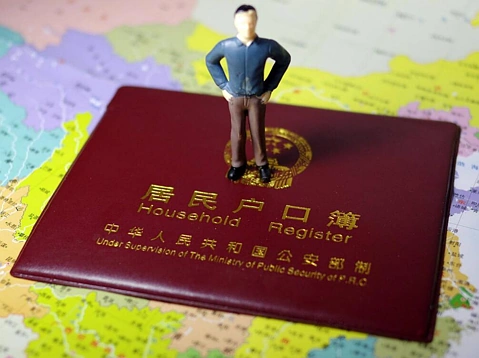 居民户口簿
Household Register
中华人民共和国公安部制
Under Supervision of The Ministry of Public Security of P.R.C